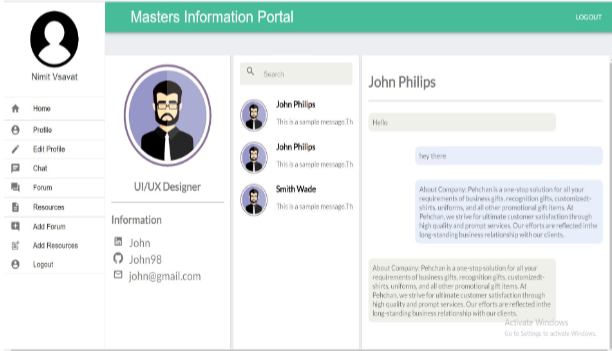 Masters Information Portal
LOGOUT
Nimit Vsavat
Home
Profile
Edit Profile
Chat
Forum
Resources
Add Forum
Add Resources
Logout
UI/UX Designer
Information
John
John98
john@gmail.com
Search
John Philips
This is a sample message.Th
John Philips
This is a sample message.Th
Smith Wade
This is a sample message.Th
John Philips
Hello
hey there
About Company: Pehchan is a one-stop solution for all your
requirements of business gifts, recognition gifts, customizedt-
shirts, uniforms, and all other promotional gift items. At
Pehchan, we strive for ultimate customer satisfaction through
high quality and prompt services. Our efforts are reflected inthe
long-standing business relationship with our clients.
About Company: Pehchan is a one-stop solution for all your
requirements of business gifts, recognition gifts, customizedt-
shirts, uniforms, and all other promotional gift items. At
Pehchan, we strive for ultimate customer satisfaction through
high quality and prompt services. Our efforts are reflected inthe
long-standing business relationship with our clients.
Activate Windows
Go to Settings to activate Windows.